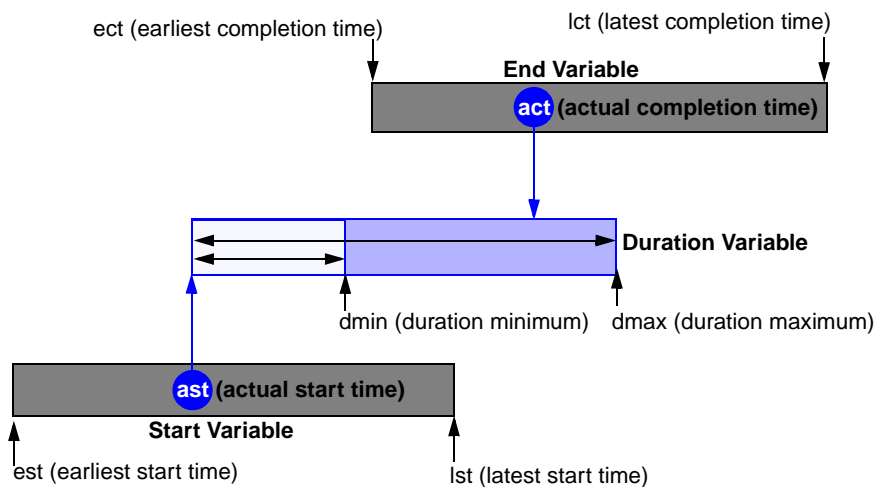 ect (earliest completion time)
lct (latest completion time)
End Variable
act (actual completion time)
Duration Variable
dmin (duration minimum)
dmax (duration maximum)
ast (actual start time)
Start Variable
est (earliest start time)
lst (latest start time)